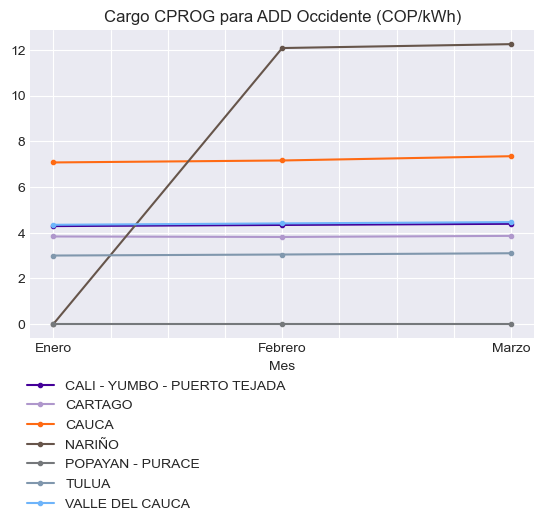 Cargo CPROG para ADD Occidente (COP/kWh)
12
10
8
6
4
2
0
Enero Febrero Marzo
Mes
CALI - YUMBO - PUERTO TEJADA
CARTAGO
CAUCA
NARIÑO
POPAYAN - PURACE
TULUA
VALLE DEL CAUCA